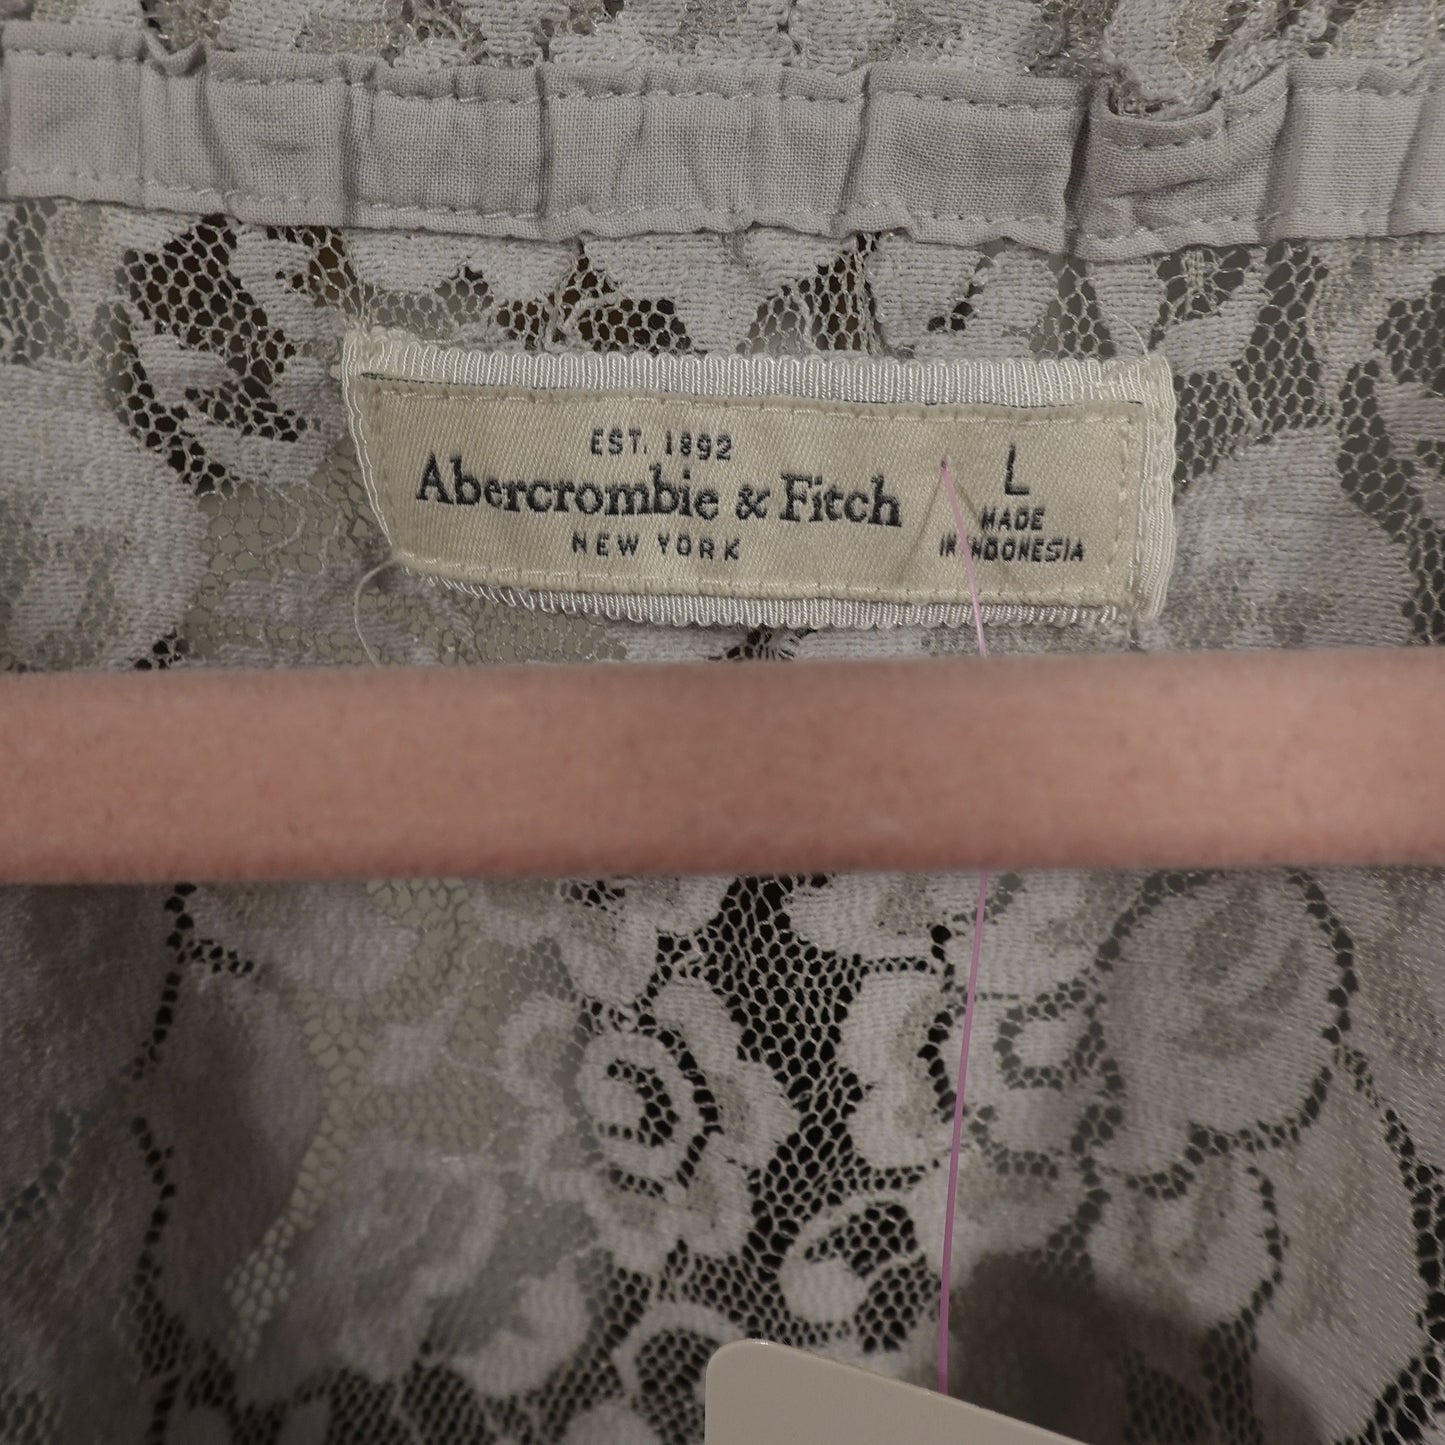 EST. 1892
Abercrombie & Fitch
NEW YORK
L
MADE
IN INDONESIA